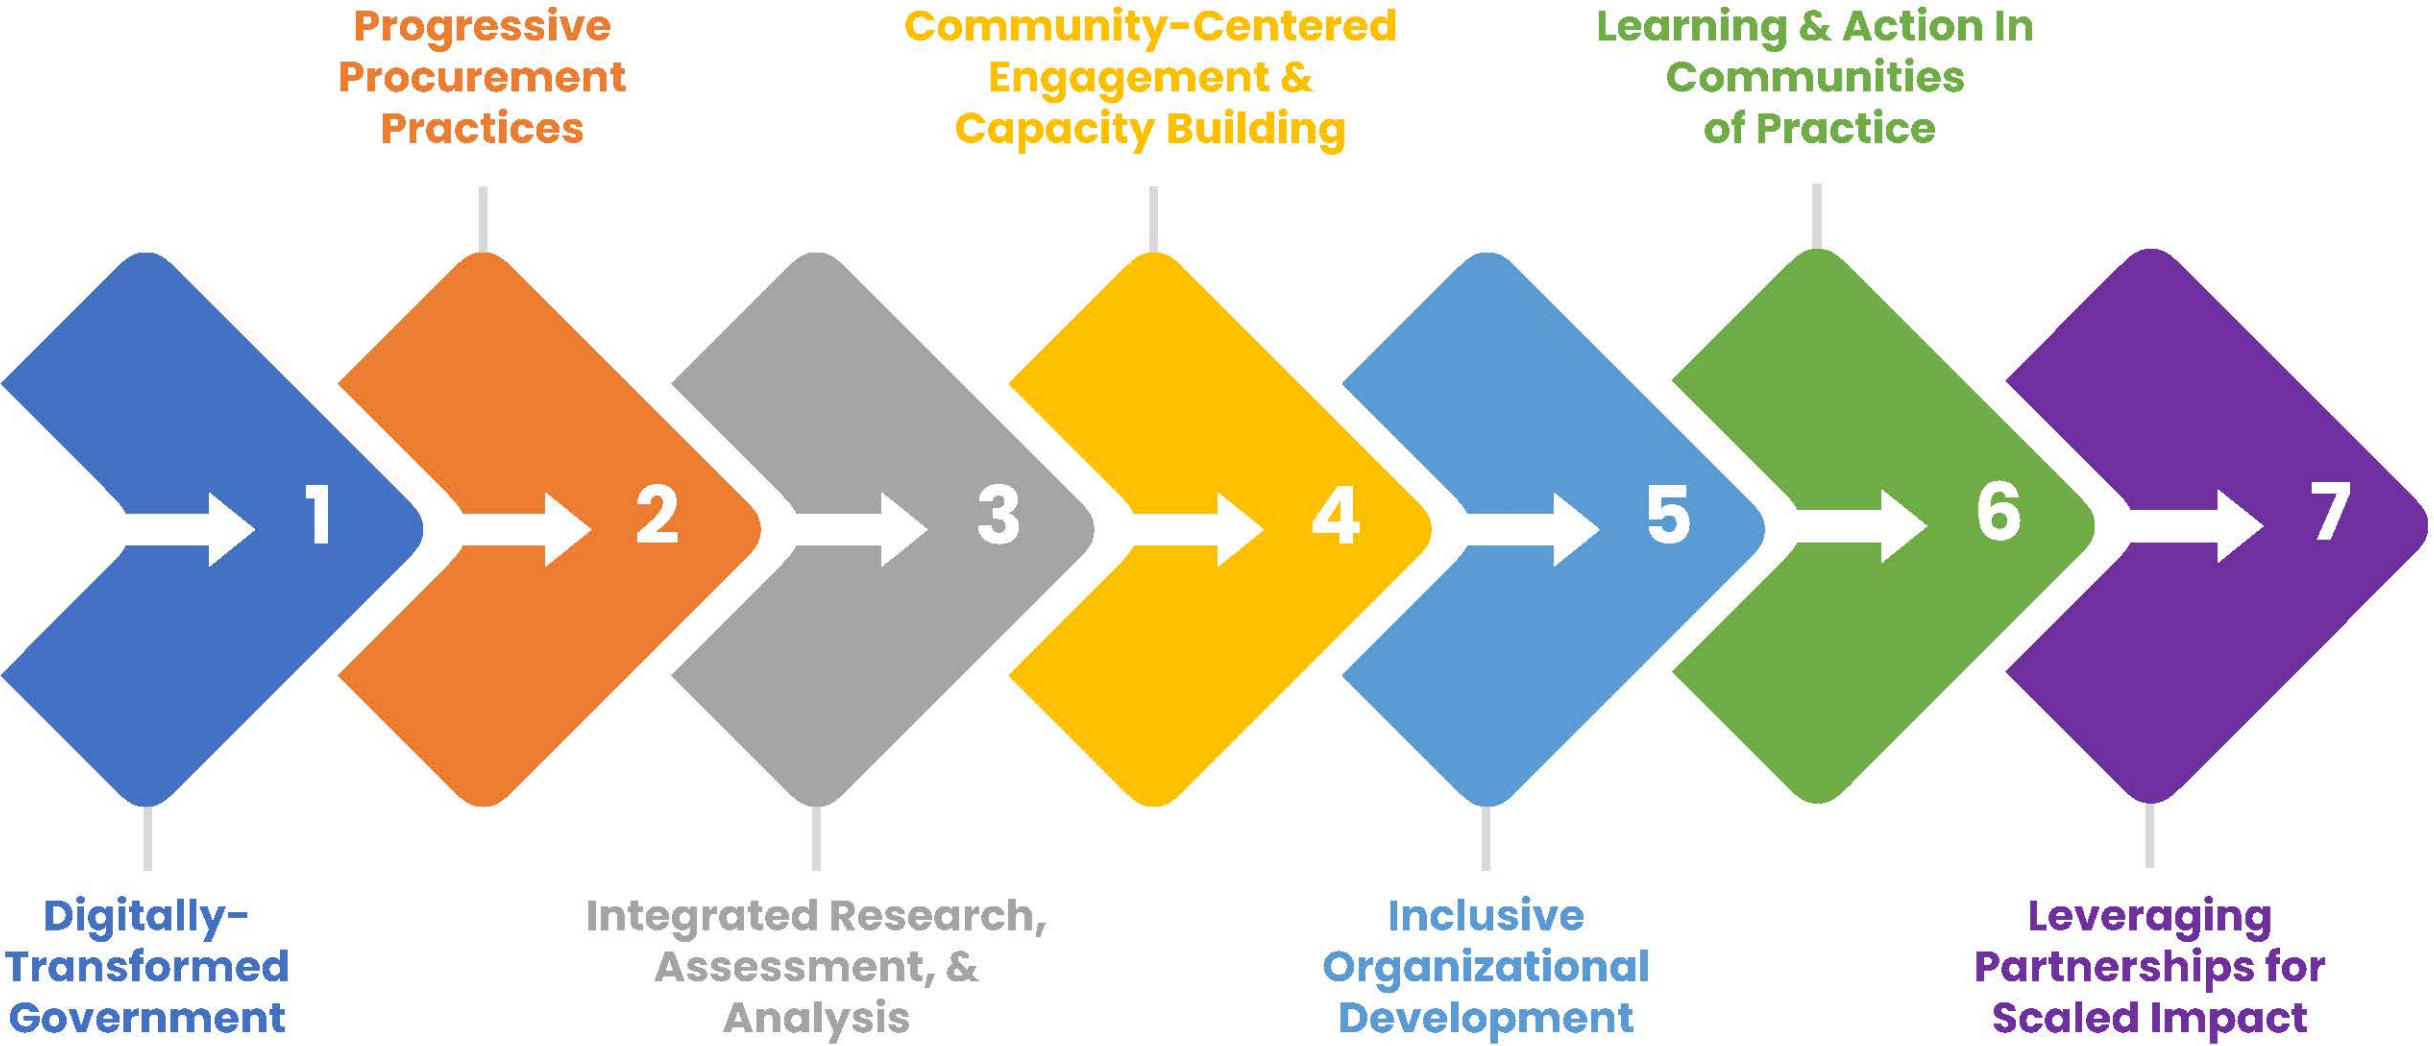 Progressive
Procurement
Practices
Community-Centered
Engagement &
Capacity Building
Learning & Action In
Communities
of Practice
1
2
3
4
5
6
7
Digitally-
Transformed
Government
Integrated Research,
Assessment, &
Analysis
Inclusive
Organizational
Development
Leveraging
Partnerships for
Scaled Impact